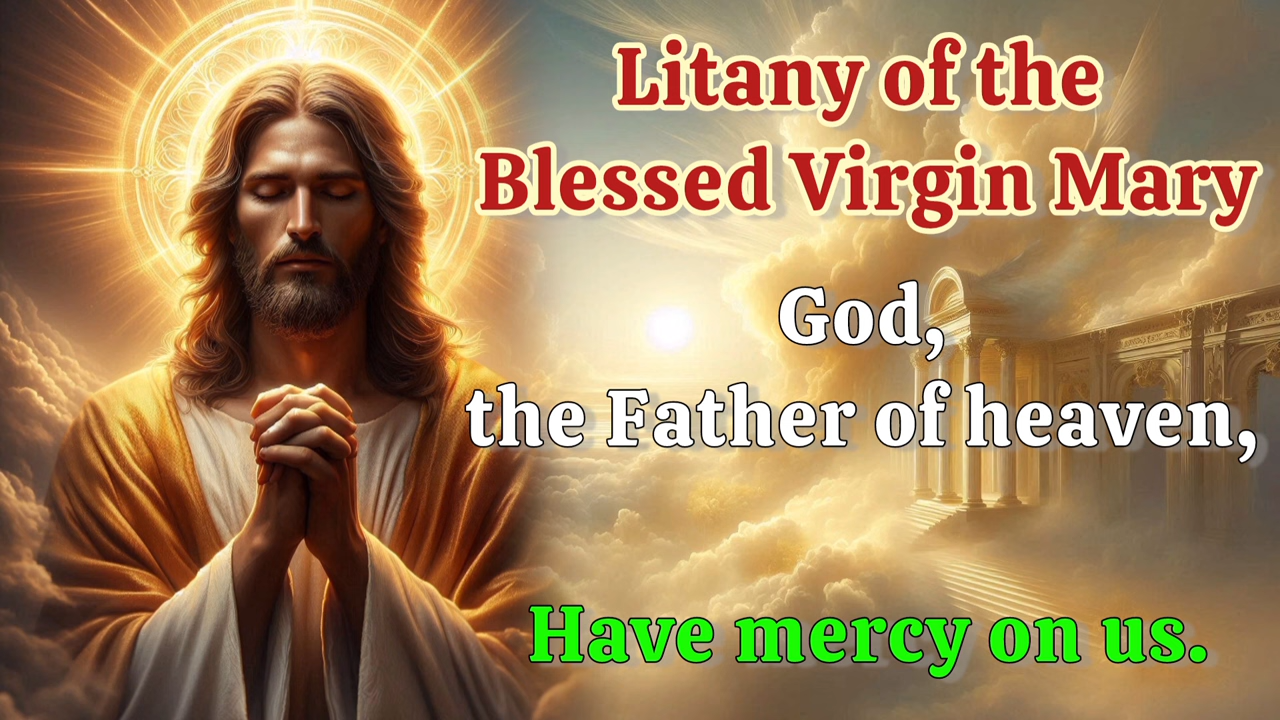 Litany of the
Blessed Virgin Mary
God,
the Father of heaven,
Have mercy on us.